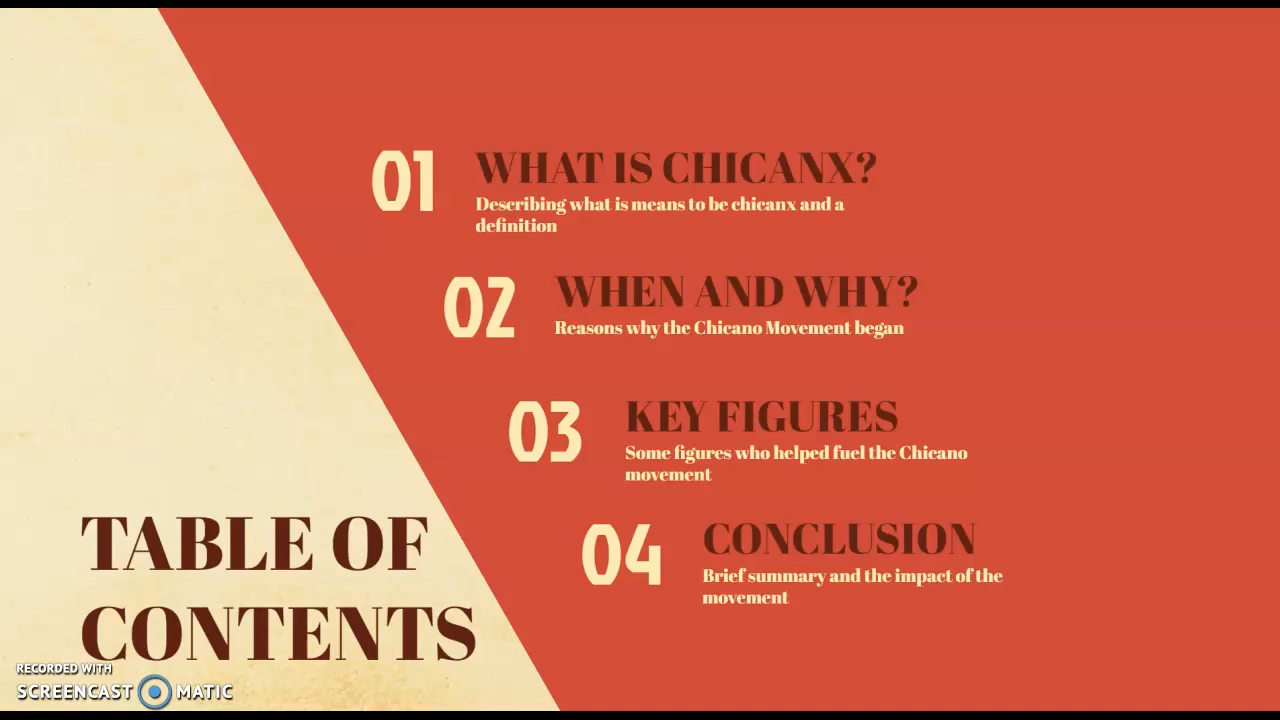 01
WHAT IS CHICANX?
Describing what is means to be chicanx and a
definition
02
WHEN AND WHY?
Reasons why the Chicano Movement began
03
KEY FIGURES
Some figures who helped fuel the Chicano
movement
04
CONCLUSION
Brief summary and the impact of the
movement
TABLE OF
CONTENTS
RECORDED WITH
SCREENCAST MATIC